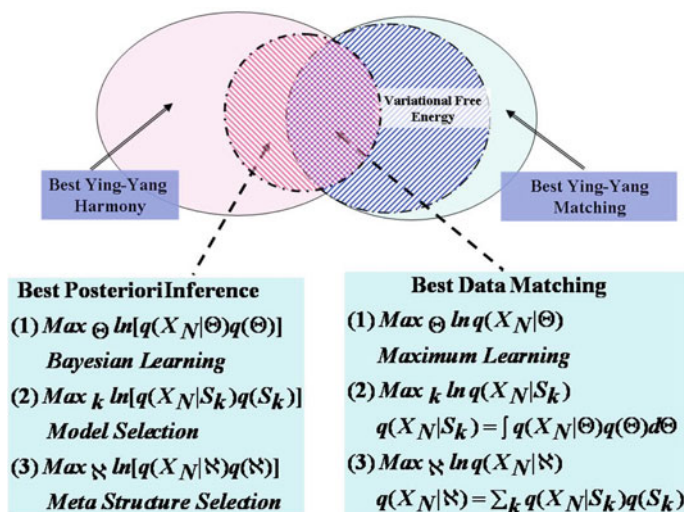 Variational Free
Energy
Best Ying-Yang
Harmony
Best Ying-Yang
Matching
Best Posteriori Inference
(1) Max Θ ln[q(X_N|Θ)q(Θ)]
Bayesian Learning
(2) Max k ln[q(X_N|S_k)q(S_k)]
Model Selection
(3) Max ℵ ln[q(X_N|ℵ)q(ℵ)]
Meta Structure Selection
Best Data Matching
(1) Max Θ ln q(X_N|Θ)
Maximum Learning
(2) Max k ln q(X_N|S_k)
q(X_N|S_k) = ∫ q(X_N|Θ)q(Θ)dΘ
(3) Max ℵ ln q(X_N|ℵ)
q(X_N|ℵ) = ∑_k q(X_N|S_k)q(S_k)